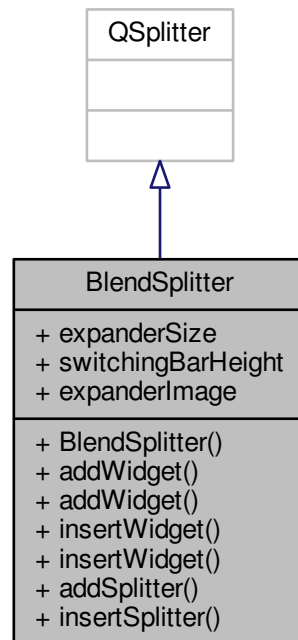 QSplitter
BlendSplitter
+ expanderSize
+ switchingBarHeight
+ expanderImage
+ BlendSplitter()
+ addWidget()
+ addWidget()
+ insertWidget()
+ insertWidget()
+ addSplitter()
+ insertSplitter()